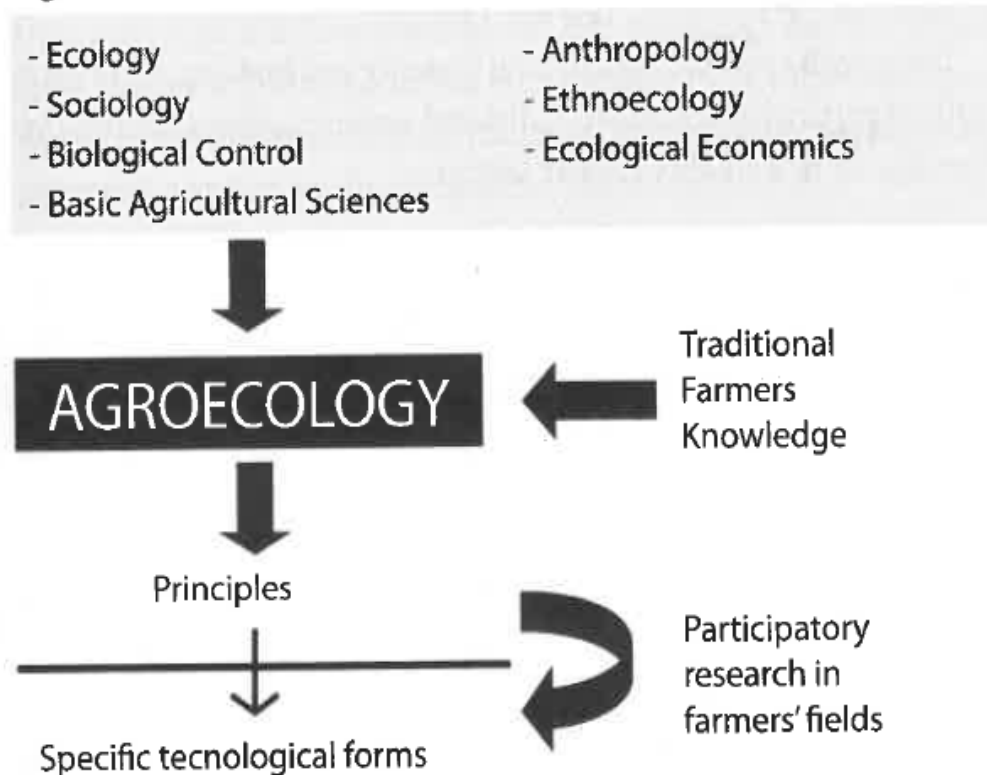 - Ecology
- Sociology
- Biological Control
- Basic Agricultural Sciences
- Anthropology
- Ethnoecology
- Ecological Economics
AGROECOLOGY
Traditional
Farmers
Knowledge
Principles
Participatory
research in
farmers' fields
Specific tecnological forms